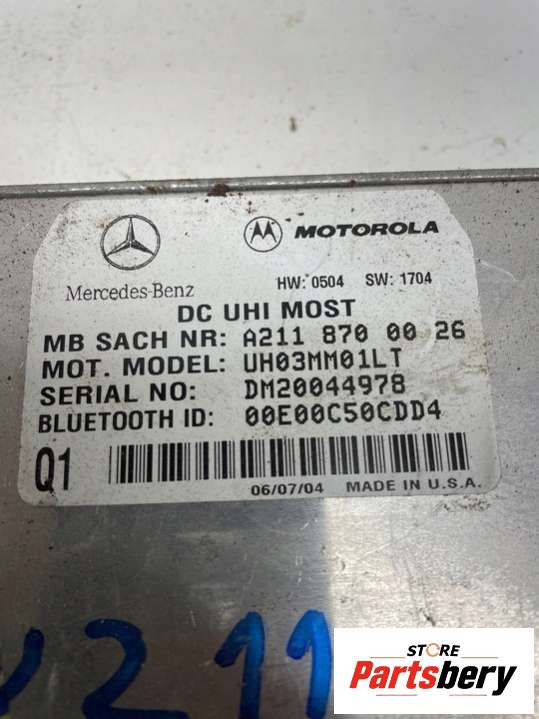 MOTOROLA
Mercedes-Benz
HW: 0504 SW: 1704
DC UHI MOST
MB SACH NR: A211 870 00 26
MOT. MODEL: UH03MM01LT
SERIAL NO: DM20044978
BLUETOOTH ID: 00E00C50CDD4
Q1
06/07/04 MADE IN U.S.A.
211
STORE
Partsbery